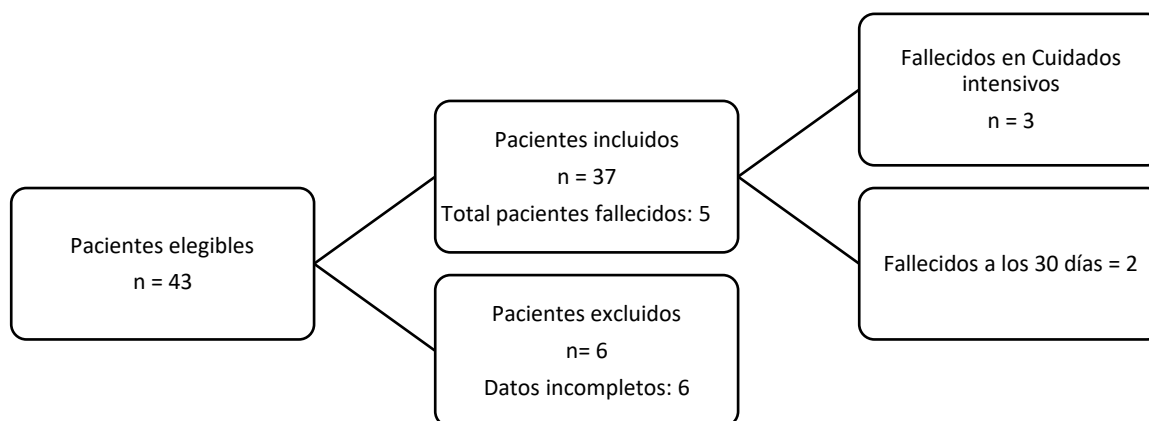 Pacientes elegibles
n = 43
Pacientes incluidos
n = 37
Total pacientes fallecidos: 5
Pacientes excluidos
n= 6
Datos incompletos: 6
Fallecidos en Cuidados
intensivos
n = 3
Fallecidos a los 30 días = 2